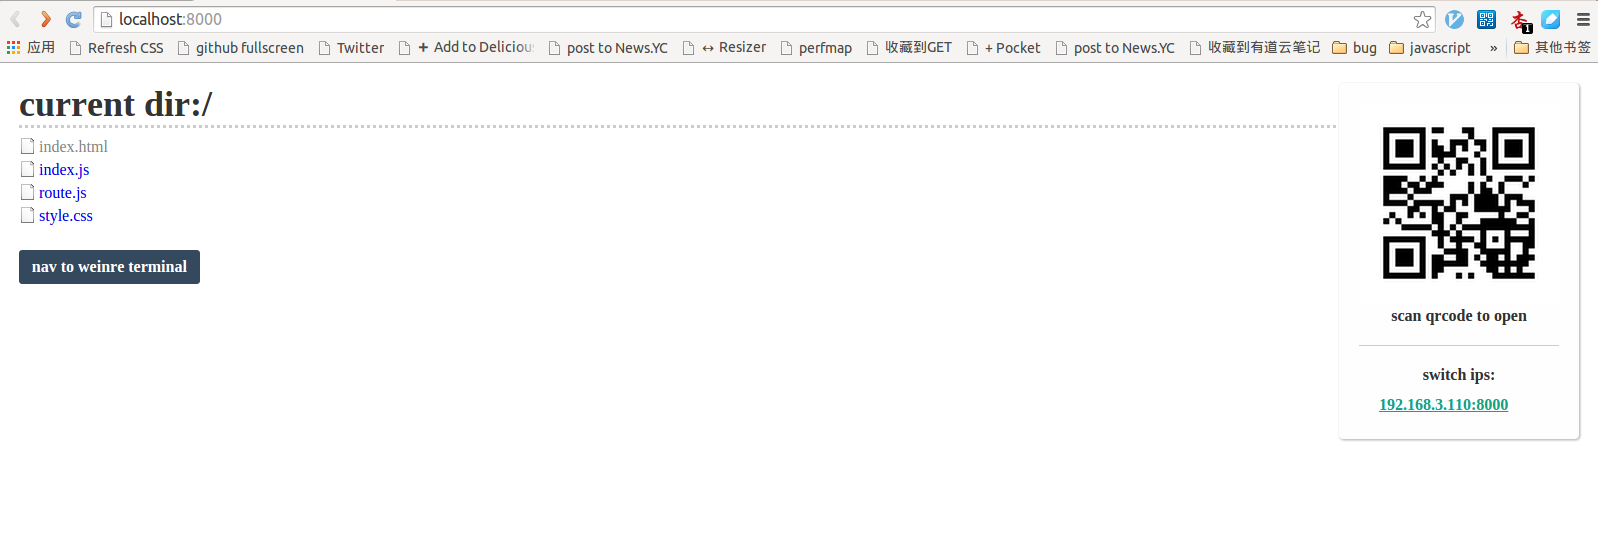 localhost:8000
应用 Refresh CSS github fullscreen Twitter + Add to Deliciou post to News.YC ↔ Resizer perfmap 收藏到GET + Pocket post to News.YC 收藏到有道云笔记 bug javascript » 其他书签
current dir:/
index.html
index.js
route.js
style.css
nav to weinre terminal
scan qrcode to open
switch ips:
192.168.3.110:8000